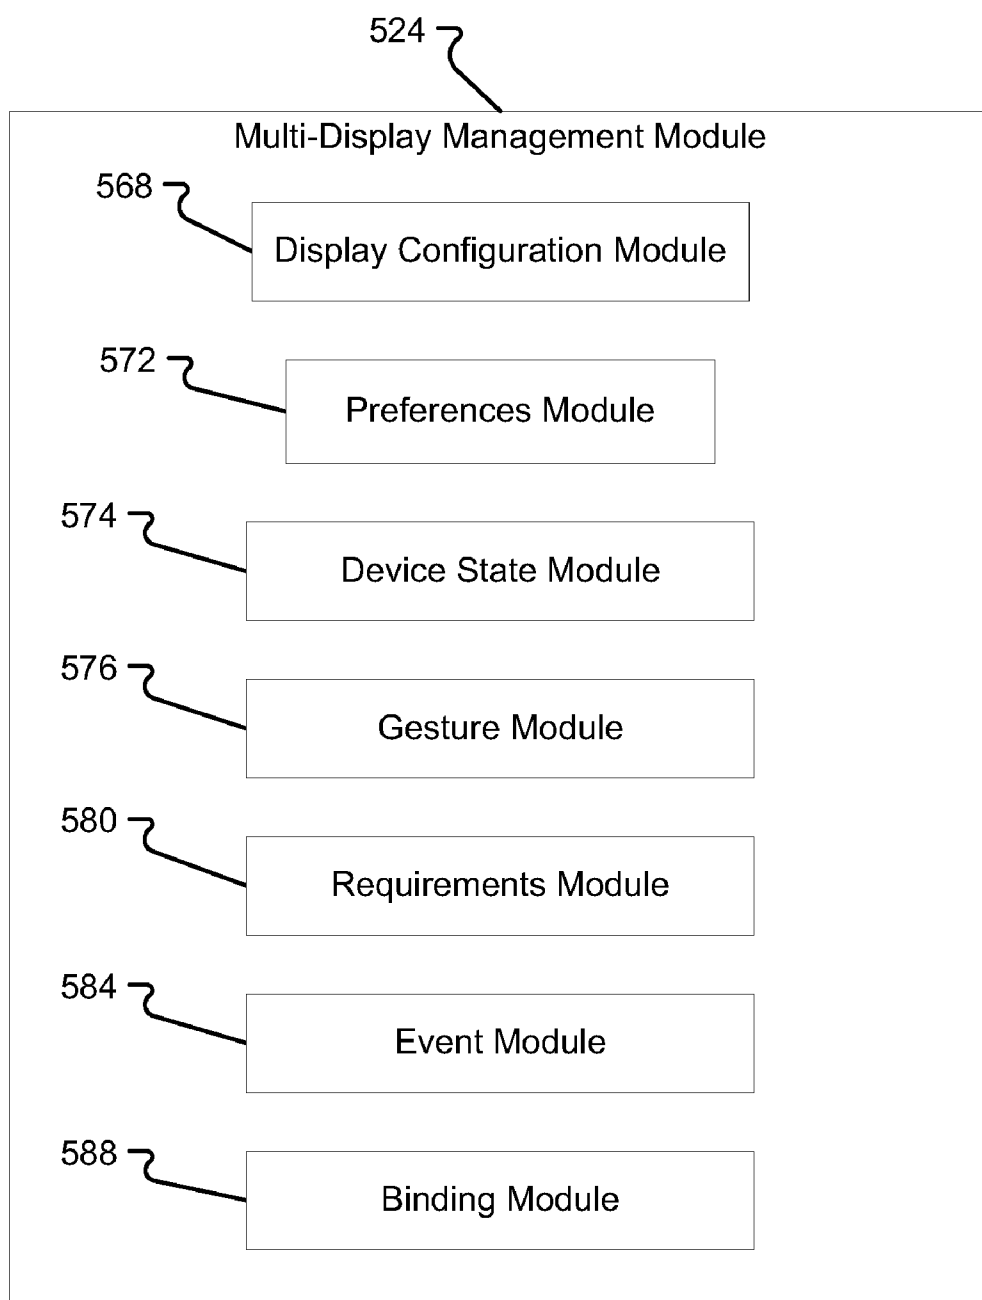 524
Multi-Display Management Module
568
Display Configuration Module
572
Preferences Module
574
Device State Module
576
Gesture Module
580
Requirements Module
584
Event Module
588
Binding Module